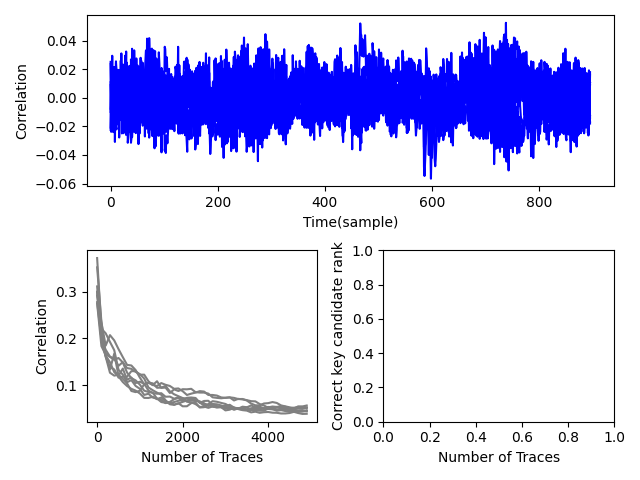 Correlation
0.04
0.02
0.00
−0.02
−0.04
−0.06
0 200 400 600 800
Time(sample)
Correlation
0.3
0.2
0.1
0 2000 4000
Number of Traces
Correct key candidate rank
1.0
0.8
0.6
0.4
0.2
0.0
0.0 0.2 0.4 0.6 0.8 1.0
Number of Traces